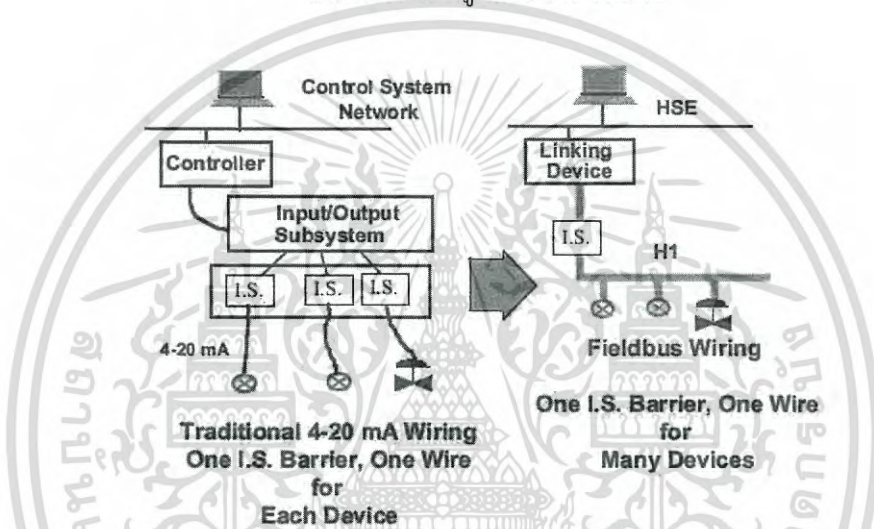 Control System
Network
Controller
Input/Output
Subsystem
I.S.
I.S.
I.S.
4-20 mA
Traditional 4-20 mA Wiring
One I.S. Barrier, One Wire
for
Each Device
HSE
Linking
Device
I.S.
H1
Fieldbus Wiring
One I.S. Barrier, One Wire
for
Many Devices